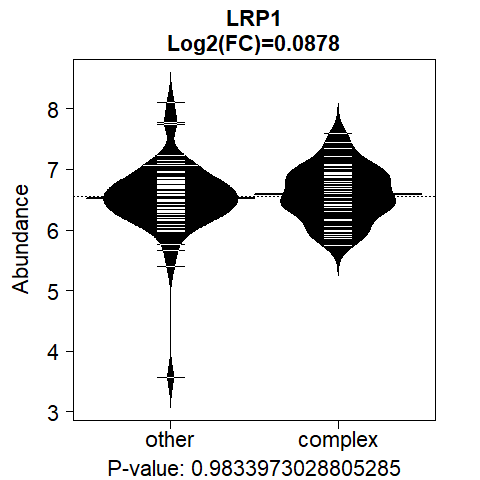 LRP1
Log2(FC)=0.0878
Abundance
8
7
6
5
4
3
other complex
P-value: 0.9833973028805285